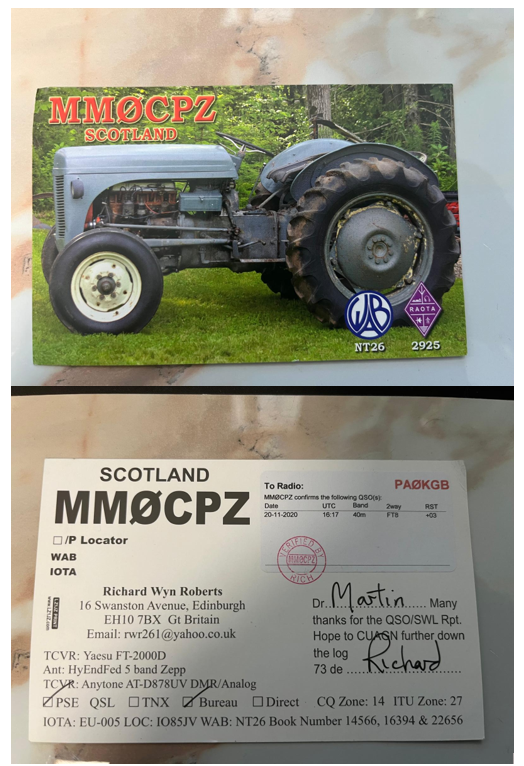 MMØCPZ
SCOTLAND
WAB
RAOTA
NT26
2925
SCOTLAND
MMØCPZ
□/P Locator
WAB
IOTA
To Radio:
PAØKGB
MMØCPZ confirms the following QSO(s):
Date UTC Band 2way RST
20-11-2020 16:17 40m FT8 +03
VERIFIED BY
MMØCPZ
RICH
Richard Wyn Roberts
16 Swanston Avenue, Edinburgh
EH10 7BX Gt Britain
Email: rwr261@yahoo.co.uk
Dr. Martin Many
thanks for the QSO/SWL Rpt.
Hope to CUAGN further down
the log
73 de Richard
TCVR: Yaesu FT-2000D
Ant: HyEndFed 5 band Zepp
TCVR: Anytone AT-D878UV DMR/Analog
☑PSE QSL □TNX ☑Bureau □Direct CQ Zone: 14 ITU Zone: 27
IOTA: EU-005 LOC: IO85JV WAB: NT26 Book Number 14566, 16394 & 22656